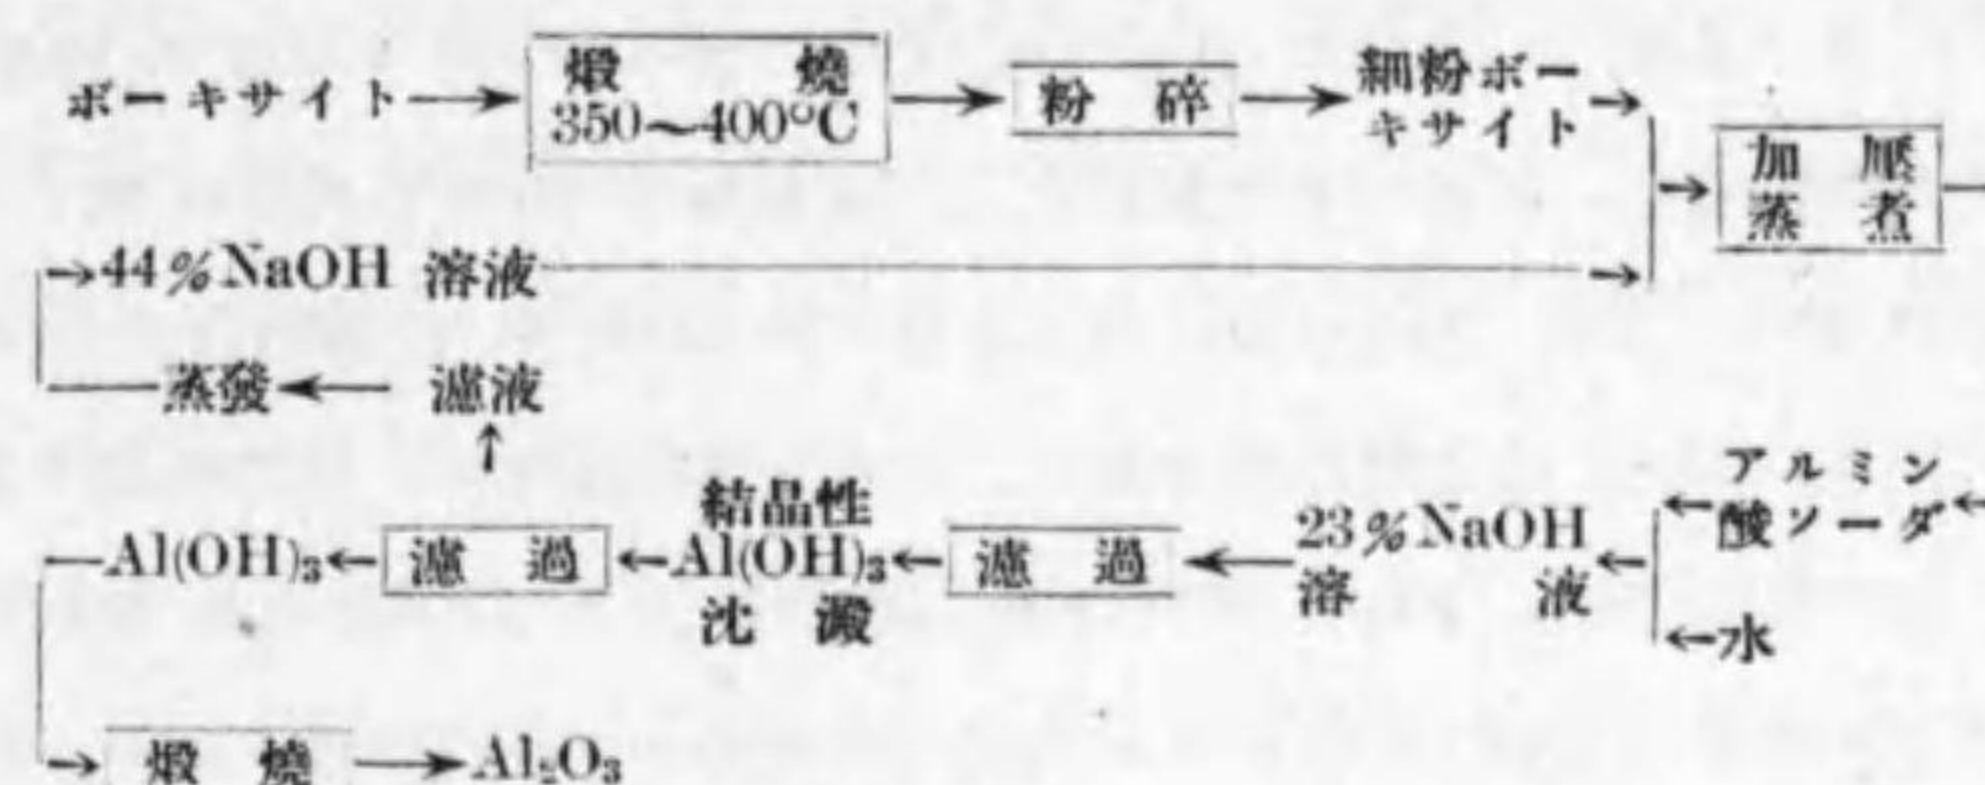 ボーキサイト
煆燒
350〜400°C
粉碎
細粉ボー
キサイト
加壓
蒸煮
44%NaOH 溶液
蒸發
濾液
アルミン
酸ソーダ
水
23%NaOH
溶液
濾過
結晶性
Al(OH)₃
沈澱
濾過
Al(OH)₃
煆燒
Al₂O₃